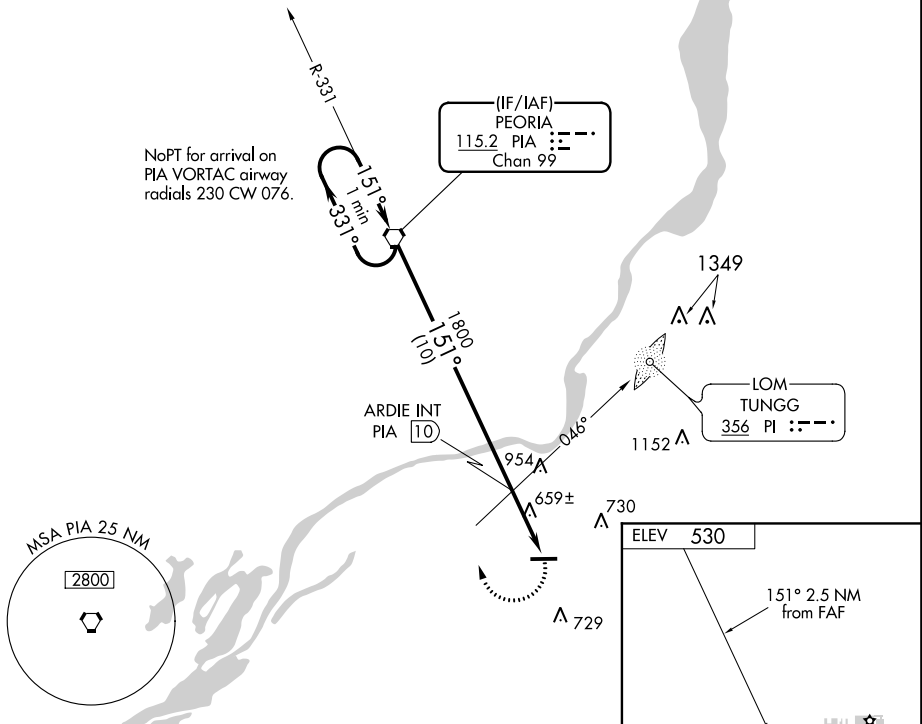 R-331
(IF/IAF)
PEORIA
115.2 PIA
Chan 99
NoPT for arrival on
PIA VORTAC airway
radials 230 CW 076.
151°
1 min
331°
1349
1800
151°
(10)
LOM
TUNGG
356 PI
ARDIE INT
PIA 10
046°
1152
954
659±
730
MSA PIA 25 NM
2800
729
ELEV 530
151° 2.5 NM
from FAF